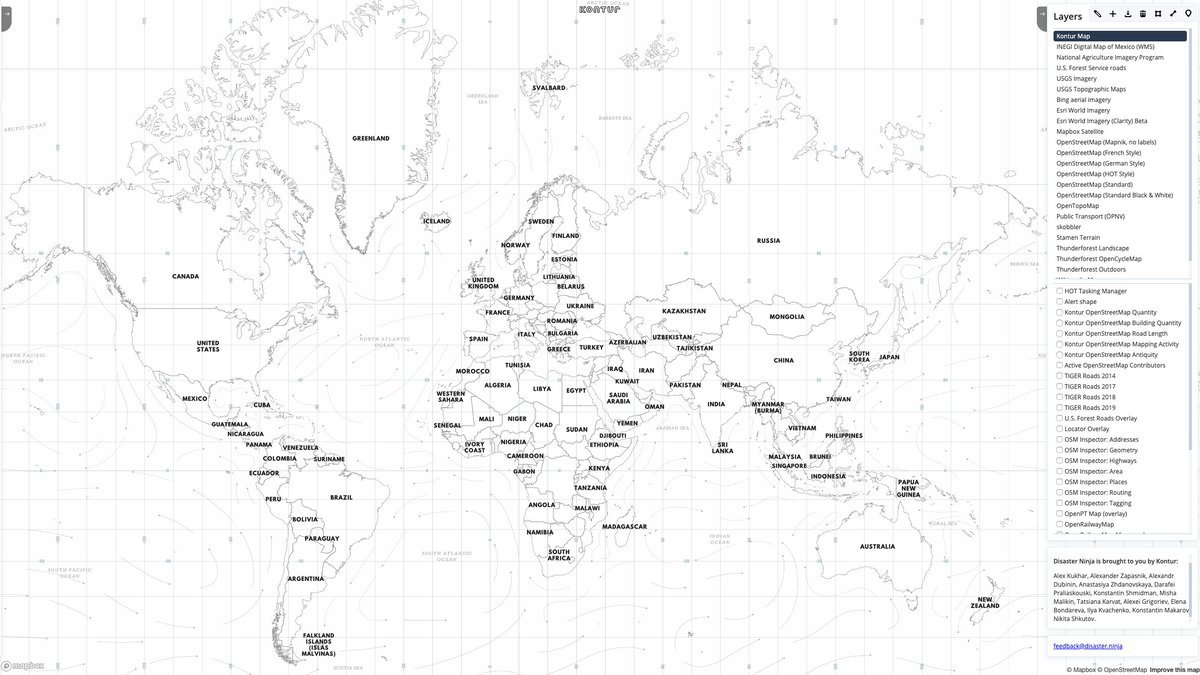 ARCTIC OCEAN
KONTUR
Layers
Kontur Map
INEGI Digital Map of Mexico (WMS)
National Agriculture Imagery Program
U.S. Forest Service roads
USGS Imagery
USGS Topographic Maps
Bing aerial imagery
Esri World Imagery
Esri World Imagery (Clarity) Beta
Mapbox Satellite
OpenStreetMap (Mapnik, no labels)
OpenStreetMap (French Style)
OpenStreetMap (German Style)
OpenStreetMap (HOT Style)
OpenStreetMap (Standard)
OpenStreetMap (Standard Black & White)
OpenTopoMap
Public Transport (ÖPNV)
skobbler
Stamen Terrain
Thunderforest Landscape
Thunderforest OpenCycleMap
Thunderforest Outdoors
HOT Tasking Manager
Alert shape
Kontur OpenStreetMap Quantity
Kontur OpenStreetMap Building Quantity
Kontur OpenStreetMap Road Length
Kontur OpenStreetMap Mapping Activity
Kontur OpenStreetMap Antiquity
Active OpenStreetMap Contributors
TIGER Roads 2014
TIGER Roads 2017
TIGER Roads 2018
TIGER Roads 2019
U.S. Forest Roads Overlay
Locator Overlay
OSM Inspector: Addresses
OSM Inspector: Geometry
OSM Inspector: Highways
OSM Inspector: Area
OSM Inspector: Places
OSM Inspector: Routing
OSM Inspector: Tagging
OpenPT Map (overlay)
OpenRailwayMap
Disaster Ninja is brought to you by Kontur:
Alex Kukhar, Alexander Zapasnik, Alexandr
Dubinin, Anastasiya Zhdanovskaya, Darafei
Praliaskouski, Konstantin Shmidman, Misha
Malikin, Tatsiana Karvat, Alexei Grigoriev, Elena
Bondareva, Ilya Kvachenko, Konstantin Makarov
Nikita Shkutov.
feedback@disaster.ninja
© Mapbox © OpenStreetMap Improve this map
SVALBARD
GREENLAND
SEA
BARENTS SEA
ARCTIC OCEAN
GREENLAND
ICELAND
SWEDEN
FINLAND
NORWAY
RUSSIA
ESTONIA
BERING SEA
CANADA
LITHUANIA
UNITED
KINGDOM
BELARUS
GERMANY
UKRAINE
FRANCE
KAZAKHSTAN
MONGOLIA
ROMANIA
ITALY
BULGARIA
SPAIN
UZBEKISTAN
AZERBAIJAN
TURKEY
GREECE
TAJIKISTAN
UNITED
STATES
NORTH ATLANTIC
OCEAN
NORTH PACIFIC
OCEAN
CHINA
SOUTH
KOREA
JAPAN
TUNISIA
MOROCCO
IRAQ
IRAN
KUWAIT
ALGERIA
LIBYA
EGYPT
PAKISTAN
NEPAL
WESTERN
SAHARA
SAUDI
ARABIA
MEXICO
CUBA
OMAN
INDIA
MYANMAR
(BURMA)
TAIWAN
GUATEMALA
SENEGAL
MALI
NIGER
CHAD
SUDAN
YEMEN
ARABIAN SEA
VIETNAM
NICARAGUA
DJIBOUTI
PHILIPPINES
PANAMA
VENEZUELA
IVORY
COAST
NIGERIA
ETHIOPIA
SRI
LANKA
COLOMBIA
SURINAME
CAMEROON
MALAYSIA
BRUNEI
SINGAPORE
ECUADOR
GABON
KENYA
INDONESIA
PAPUA
NEW
GUINEA
TANZANIA
PERU
BRAZIL
ANGOLA
MALAWI
BOLIVIA
NAMIBIA
MADAGASCAR
CORAL SEA
PARAGUAY
INDIAN
OCEAN
AUSTRALIA
SOUTH
AFRICA
SOUTH ATLANTIC
OCEAN
SOUTH PACIFIC
OCEAN
ARGENTINA
NEW
ZEALAND
FALKLAND
ISLANDS
(ISLAS
MALVINAS)
SCOTIA SEA
mapbox